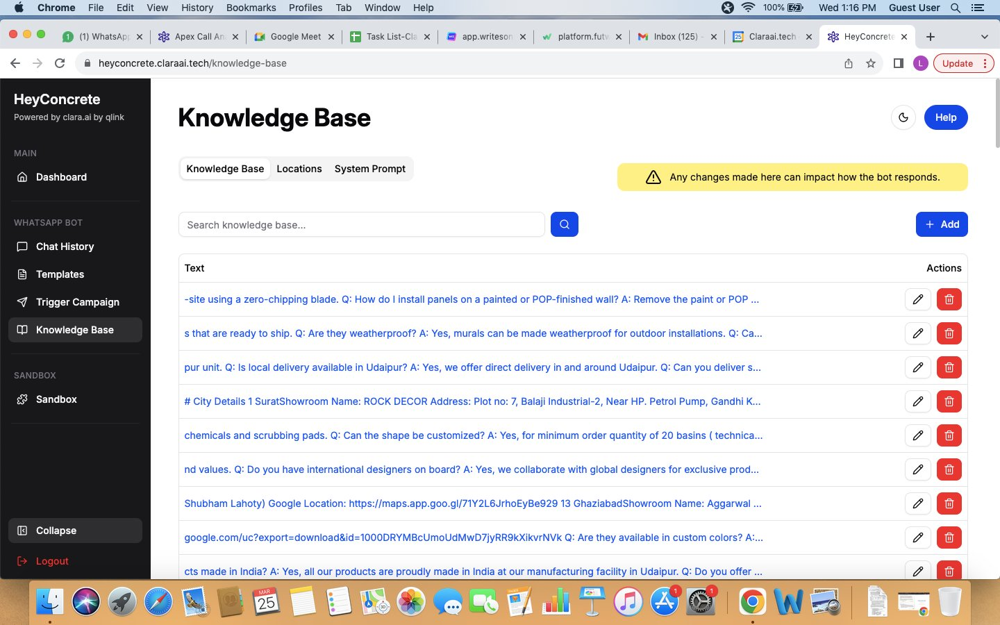 Chrome File Edit View History Bookmarks Profiles Tab Window Help 100% Wed 1:16 PM Guest User
(1) WhatsApp Apex Call An Google Meet Task List-Cla app.writeson platform.futw Inbox (125) - Claraai.tech - HeyConcrete
heyconcrete.claraai.tech/knowledge-base L Update
HeyConcrete
Powered by clara.ai by qlink
MAIN
Dashboard
WHATSAPP BOT
Chat History
Templates
Trigger Campaign
Knowledge Base
SANDBOX
Sandbox
Collapse
Logout
Knowledge Base
Help
Knowledge Base Locations System Prompt
Any changes made here can impact how the bot responds.
Search knowledge base...
+ Add
Text Actions
-site using a zero-chipping blade. Q: How do I install panels on a painted or POP-finished wall? A: Remove the paint or POP ...
s that are ready to ship. Q: Are they weatherproof? A: Yes, murals can be made weatherproof for outdoor installations. Q: Ca...
pur unit. Q: Is local delivery available in Udaipur? A: Yes, we offer direct delivery in and around Udaipur. Q: Can you deliver s...
# City Details 1 SuratShowroom Name: ROCK DECOR Address: Plot no: 7, Balaji Industrial-2, Near HP. Petrol Pump, Gandhi K...
chemicals and scrubbing pads. Q: Can the shape be customized? A: Yes, for minimum order quantity of 20 basins ( technica...
nd values. Q: Do you have international designers on board? A: Yes, we collaborate with global designers for exclusive prod...
Shubham Lahoty) Google Location: https://maps.app.goo.gl/71Y2L6JrhoEyBe929 13 GhaziabadShowroom Name: Aggarwal ...
google.com/uc?export=download&id=1000DRYMBcUmoUdMwD7jyRR9kXikvrNVk Q: Are they available in custom colors? A:...
cts made in India? A: Yes, all our products are proudly made in India at our manufacturing facility in Udaipur. Q: Do you offer ...
MAR
25
1
1